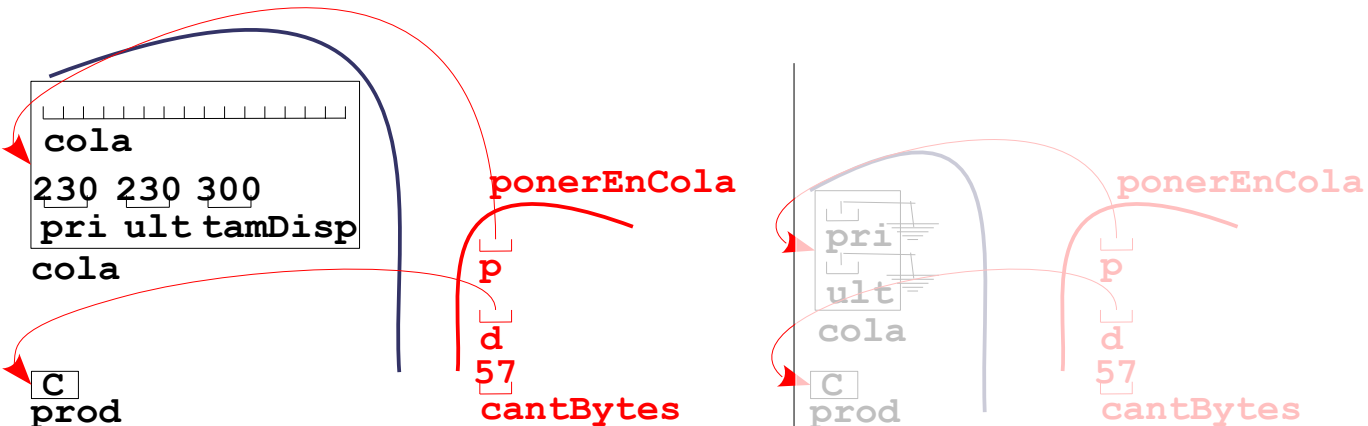 cola
230 230 300
pri ult tamDisp
cola
C
prod
ponerEnCola
p
d
57
cantBytes
pri
ult
cola
C
prod
ponerEnCola
p
d
57
cantBytes